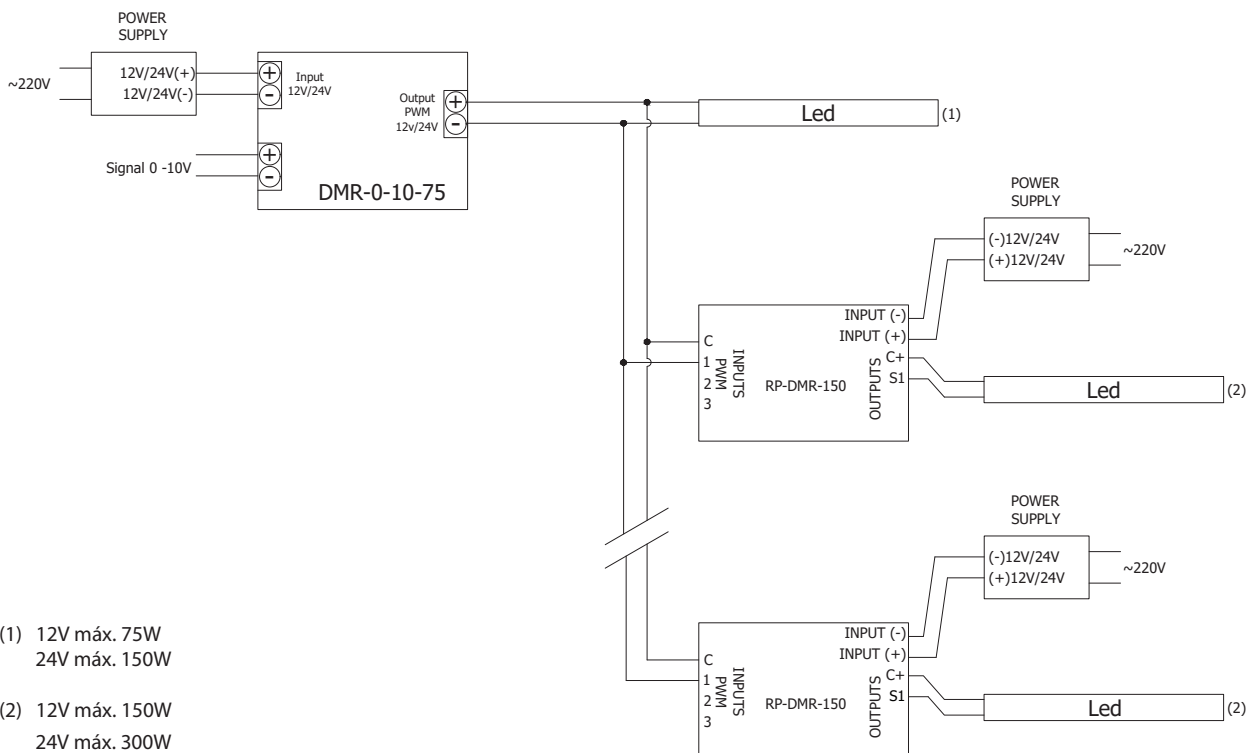 POWER
SUPPLY
~220V
12V/24V(+)
12V/24V(-)
+
-
Input
12V/24V
Output
PWM
12v/24V
+
-
Signal 0 -10V
+
-
DMR-0-10-75
Led
(1)
POWER
SUPPLY
(-)12V/24V
(+)12V/24V
~220V
INPUT (-)
INPUT (+)
C
1
2
3
INPUTS
PWM
RP-DMR-150
OUTPUTS
C+
S1
Led
(2)
POWER
SUPPLY
(-)12V/24V
(+)12V/24V
~220V
INPUT (-)
INPUT (+)
C
1
2
3
INPUTS
PWM
RP-DMR-150
OUTPUTS
C+
S1
Led
(2)
(1) 12V máx. 75W
24V máx. 150W
(2) 12V máx. 150W
24V máx. 300W